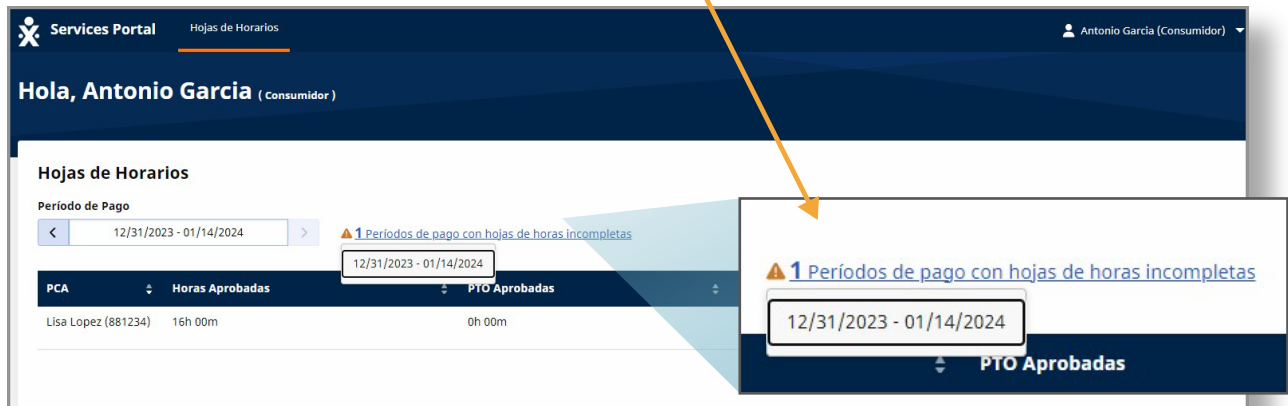 Services Portal Hojas de Horarios Antonio Garcia (Consumidor)
Hola, Antonio Garcia ( Consumidor )
Hojas de Horarios
Período de Pago
12/31/2023 - 01/14/2024
1 Períodos de pago con hojas de horas incompletas
12/31/2023 - 01/14/2024
PCA Horas Aprobadas PTO Aprobadas
Lisa Lopez (881234) 16h 00m 0h 00m
1 Períodos de pago con hojas de horas incompletas
12/31/2023 - 01/14/2024
PTO Aprobadas